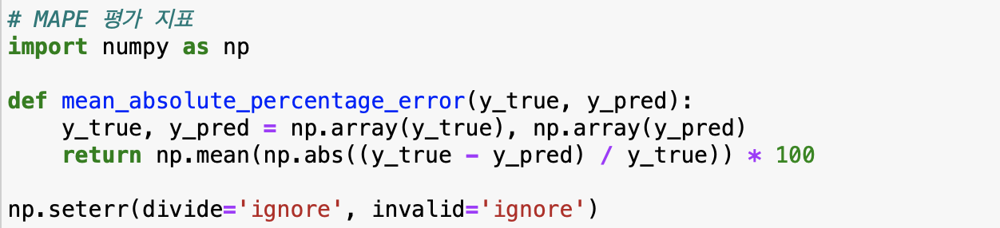 # MAPE 평가 지표
import numpy as np
def mean_absolute_percentage_error(y_true, y_pred):
    y_true, y_pred = np.array(y_true), np.array(y_pred)
    return np.mean(np.abs((y_true - y_pred) / y_true)) * 100
np.seterr(divide='ignore', invalid='ignore')